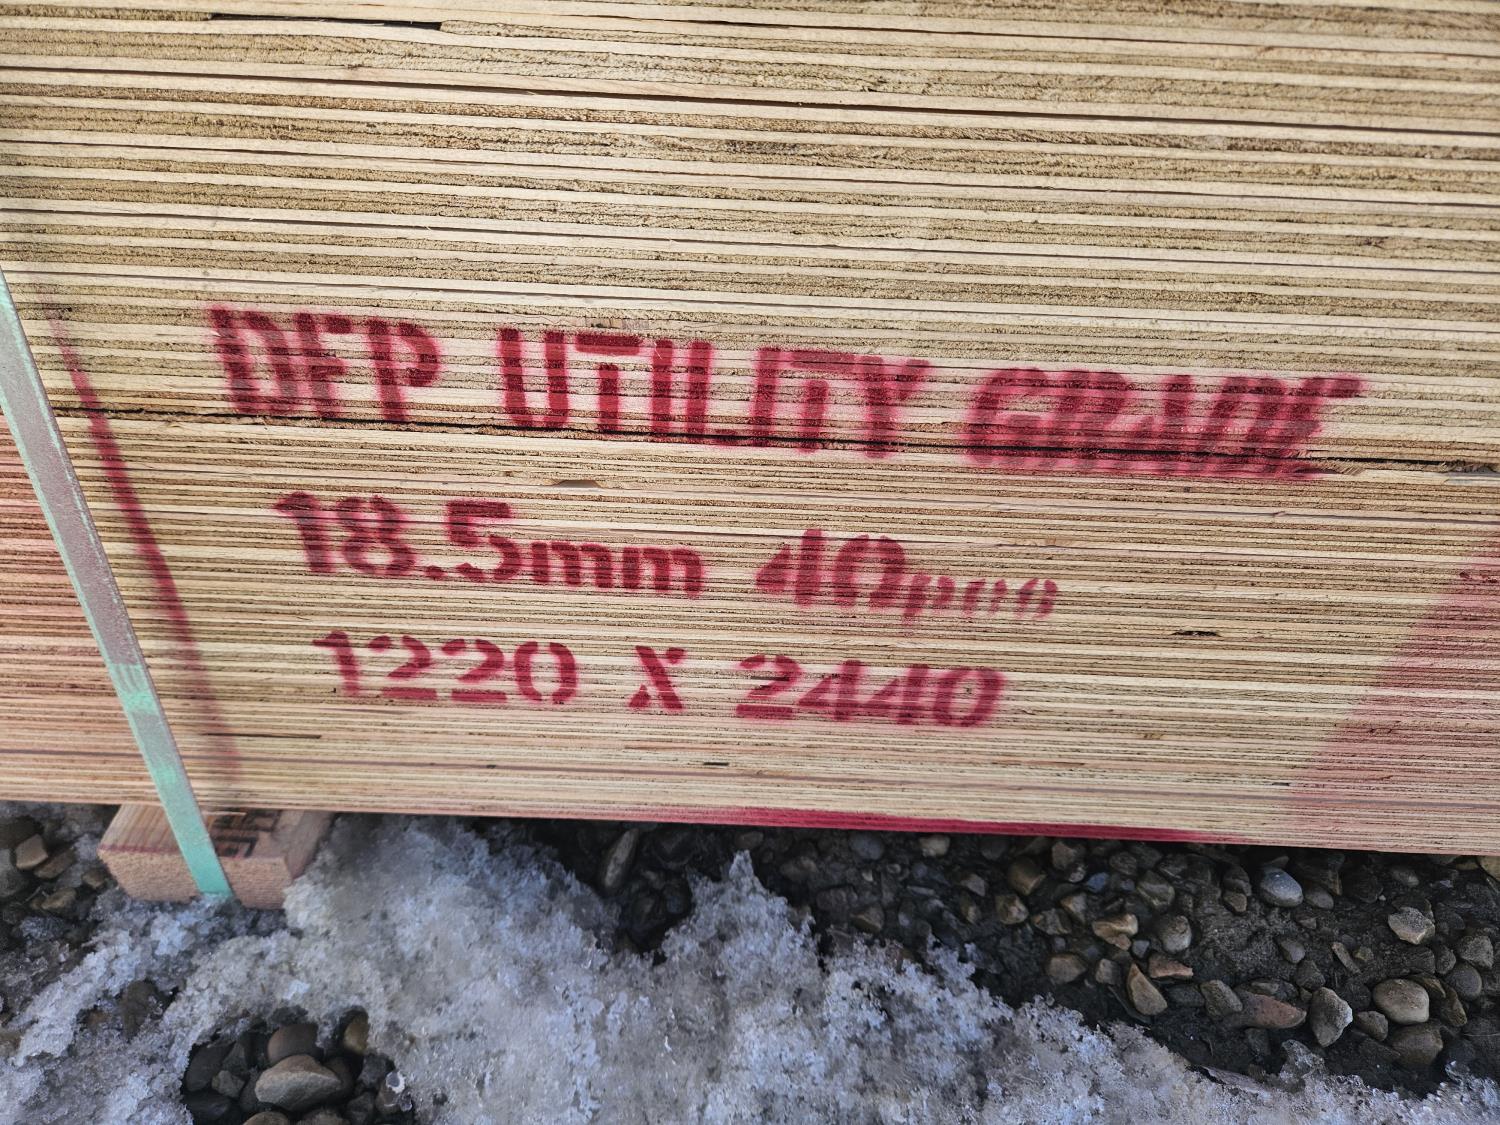 DFP UTILITY GRADE
18.5mm 40pcs
1220 X 2440